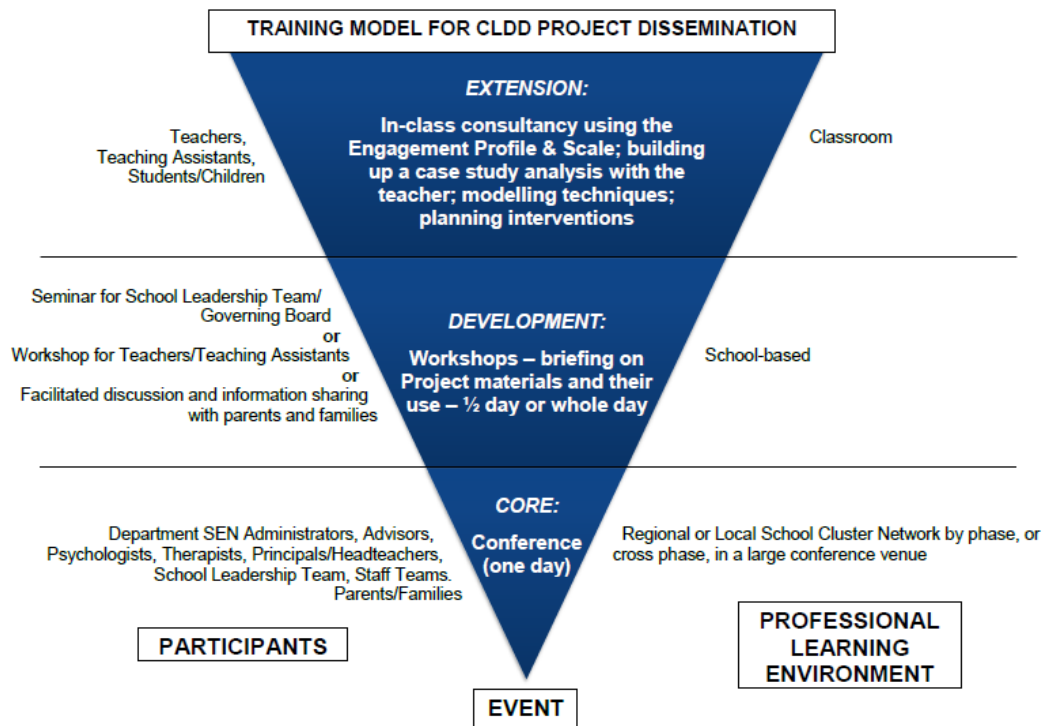 TRAINING MODEL FOR CLDD PROJECT DISSEMINATION
EXTENSION:
In-class consultancy using the
Engagement Profile & Scale; building
up a case study analysis with the
teacher; modelling techniques;
planning interventions
Teachers,
Teaching Assistants,
Students/Children
Classroom
Seminar for School Leadership Team/
Governing Board
or
Workshop for Teachers/Teaching Assistants
or
Facilitated discussion and information sharing
with parents and families
DEVELOPMENT:
Workshops – briefing on
Project materials and their
use – ½ day or whole day
School-based
CORE:
Conference
(one day)
Department SEN Administrators, Advisors,
Psychologists, Therapists, Principals/Headteachers,
School Leadership Team, Staff Teams.
Parents/Families
Regional or Local School Cluster Network by phase, or
cross phase, in a large conference venue
PARTICIPANTS
PROFESSIONAL
LEARNING
ENVIRONMENT
EVENT